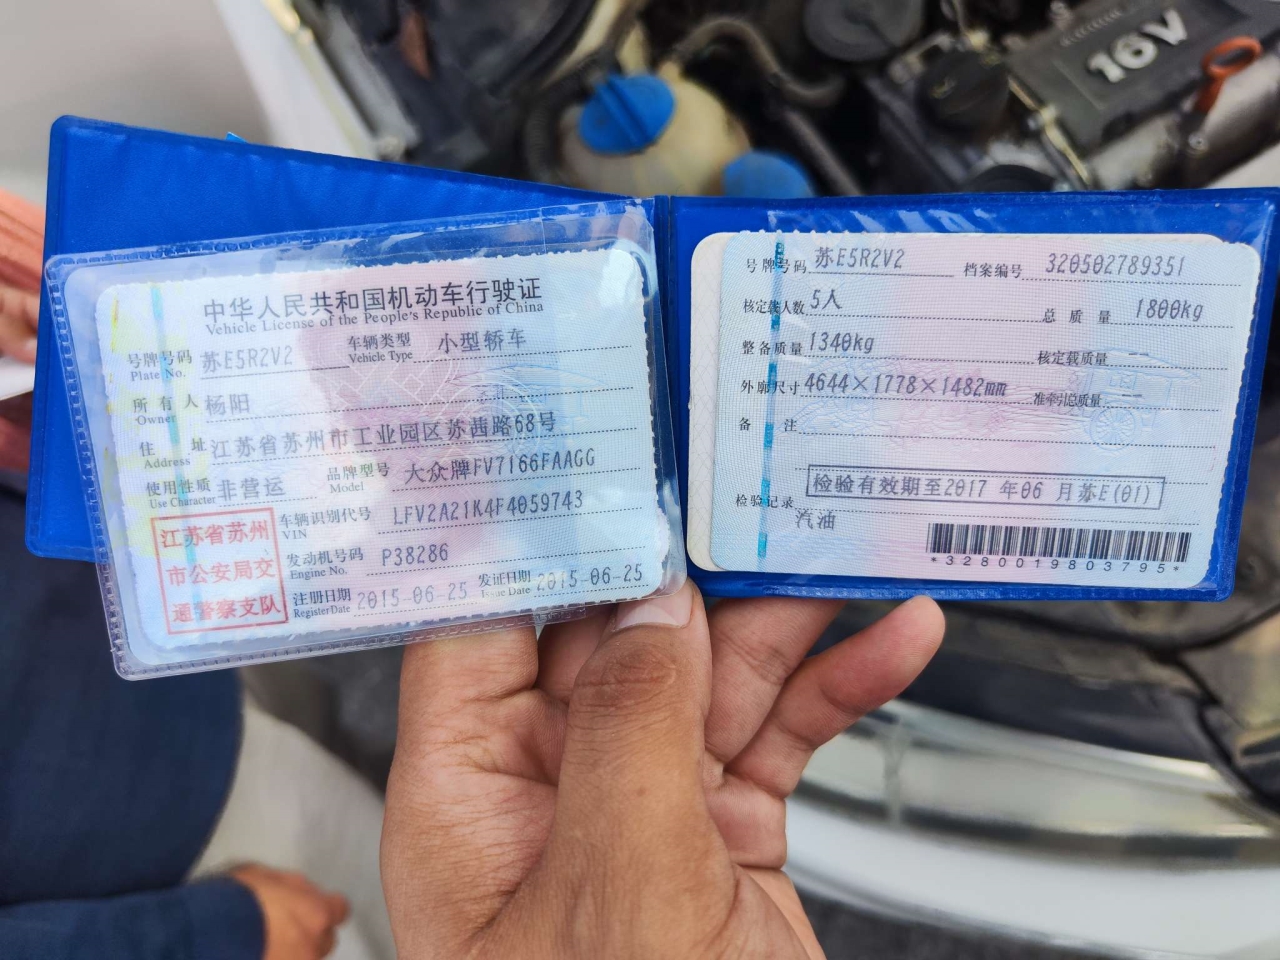 16V
中华人民共和国机动车行驶证
Vehicle License of the People's Republic of China
号牌号码 苏E5R2V2 车辆类型 小型轿车
Plate No. Vehicle Type
所有人 杨阳
Owner
住址 江苏省苏州市工业园区苏茜路68号
Address
使用性质 非营运 品牌型号 大众牌FV7166FAAGG
Use Character Model
江苏省苏州
市公安局交
通警察支队
车辆识别代号 LFV2A21K4F4059743
VIN
发动机号码 P38286
Engine No.
注册日期 2015-06-25 发证日期 2015-06-25
Register Date Issue Date
号牌号码 苏E5R2V2 档案编号 320502789351
核定载人数 5人 总质量 1800kg
整备质量 1340kg 核定载质量 --
外廓尺寸 4644×1778×1482mm 准牵引总质量 --
备注
检验有效期至2017 年06 月苏E(01)
检验记录
汽油
*3280019803795*